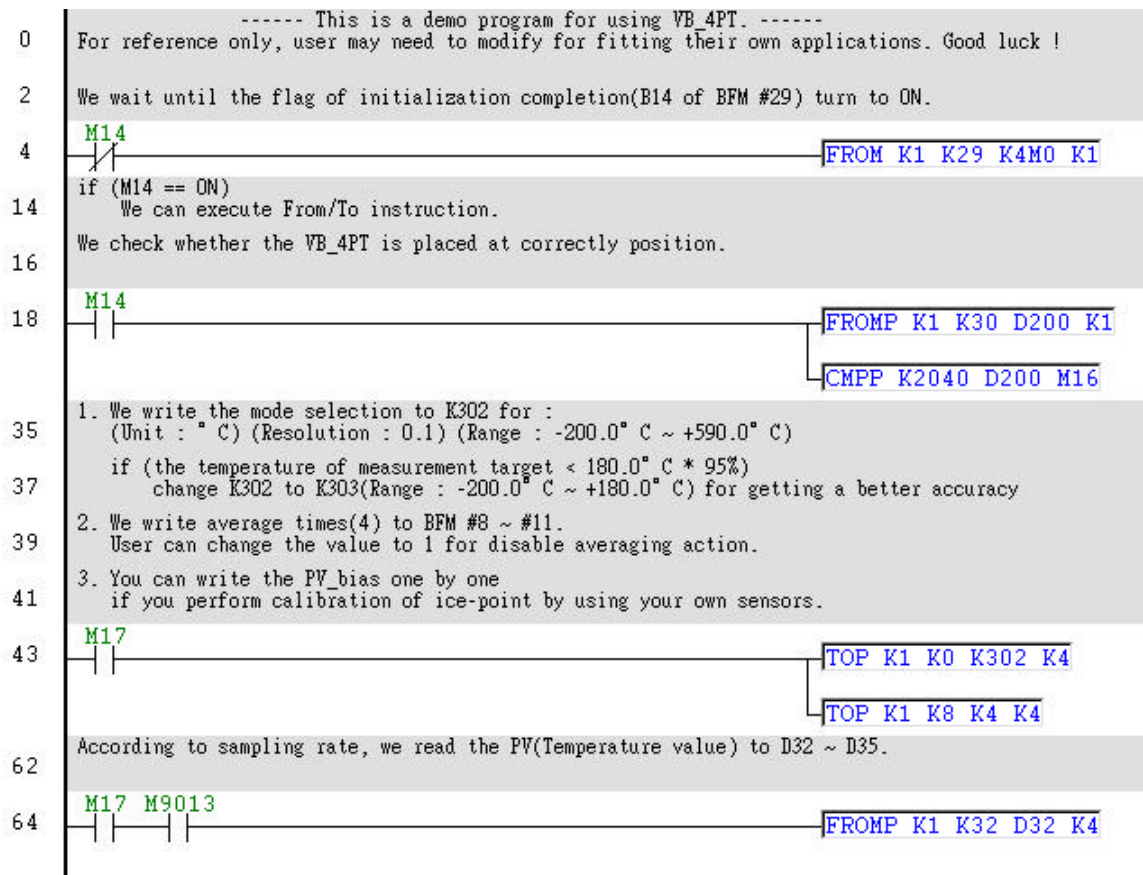 ------ This is a demo program for using VB_4PT. ------
0
For reference only, user may need to modify for fitting their own applications. Good luck !
2
We wait until the flag of initialization completion(B14 of BFM #29) turn to ON.
M14
4
FROM K1 K29 K4M0 K1
if (M14 == ON)
14
We can execute From/To instruction.
We check whether the VB_4PT is placed at correctly position.
16
M14
18
FROMP K1 K30 D200 K1
CMPP K2040 D200 M16
1. We write the mode selection to K302 for :
35
(Unit : ° C) (Resolution : 0.1) (Range : -200.0° C ~ +590.0° C)
if (the temperature of measurement target < 180.0° C * 95%)
37
change K302 to K303(Range : -200.0° C ~ +180.0° C) for getting a better accuracy
2. We write average times(4) to BFM #8 ~ #11.
39
User can change the value to 1 for disable averaging action.
3. You can write the PV_bias one by one
41
if you perform calibration of ice-point by using your own sensors.
M17
43
TOP K1 K0 K302 K4
TOP K1 K8 K4 K4
According to sampling rate, we read the PV(Temperature value) to D32 ~ D35.
62
M17 M9013
64
FROMP K1 K32 D32 K4